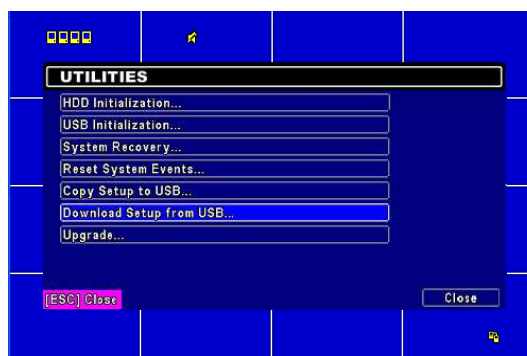 UTILITIES
HDD Initialization...
USB Initialization...
System Recovery...
Reset System Events...
Copy Setup to USB...
Download Setup from USB...
Upgrade...
[ESC] Close
Close